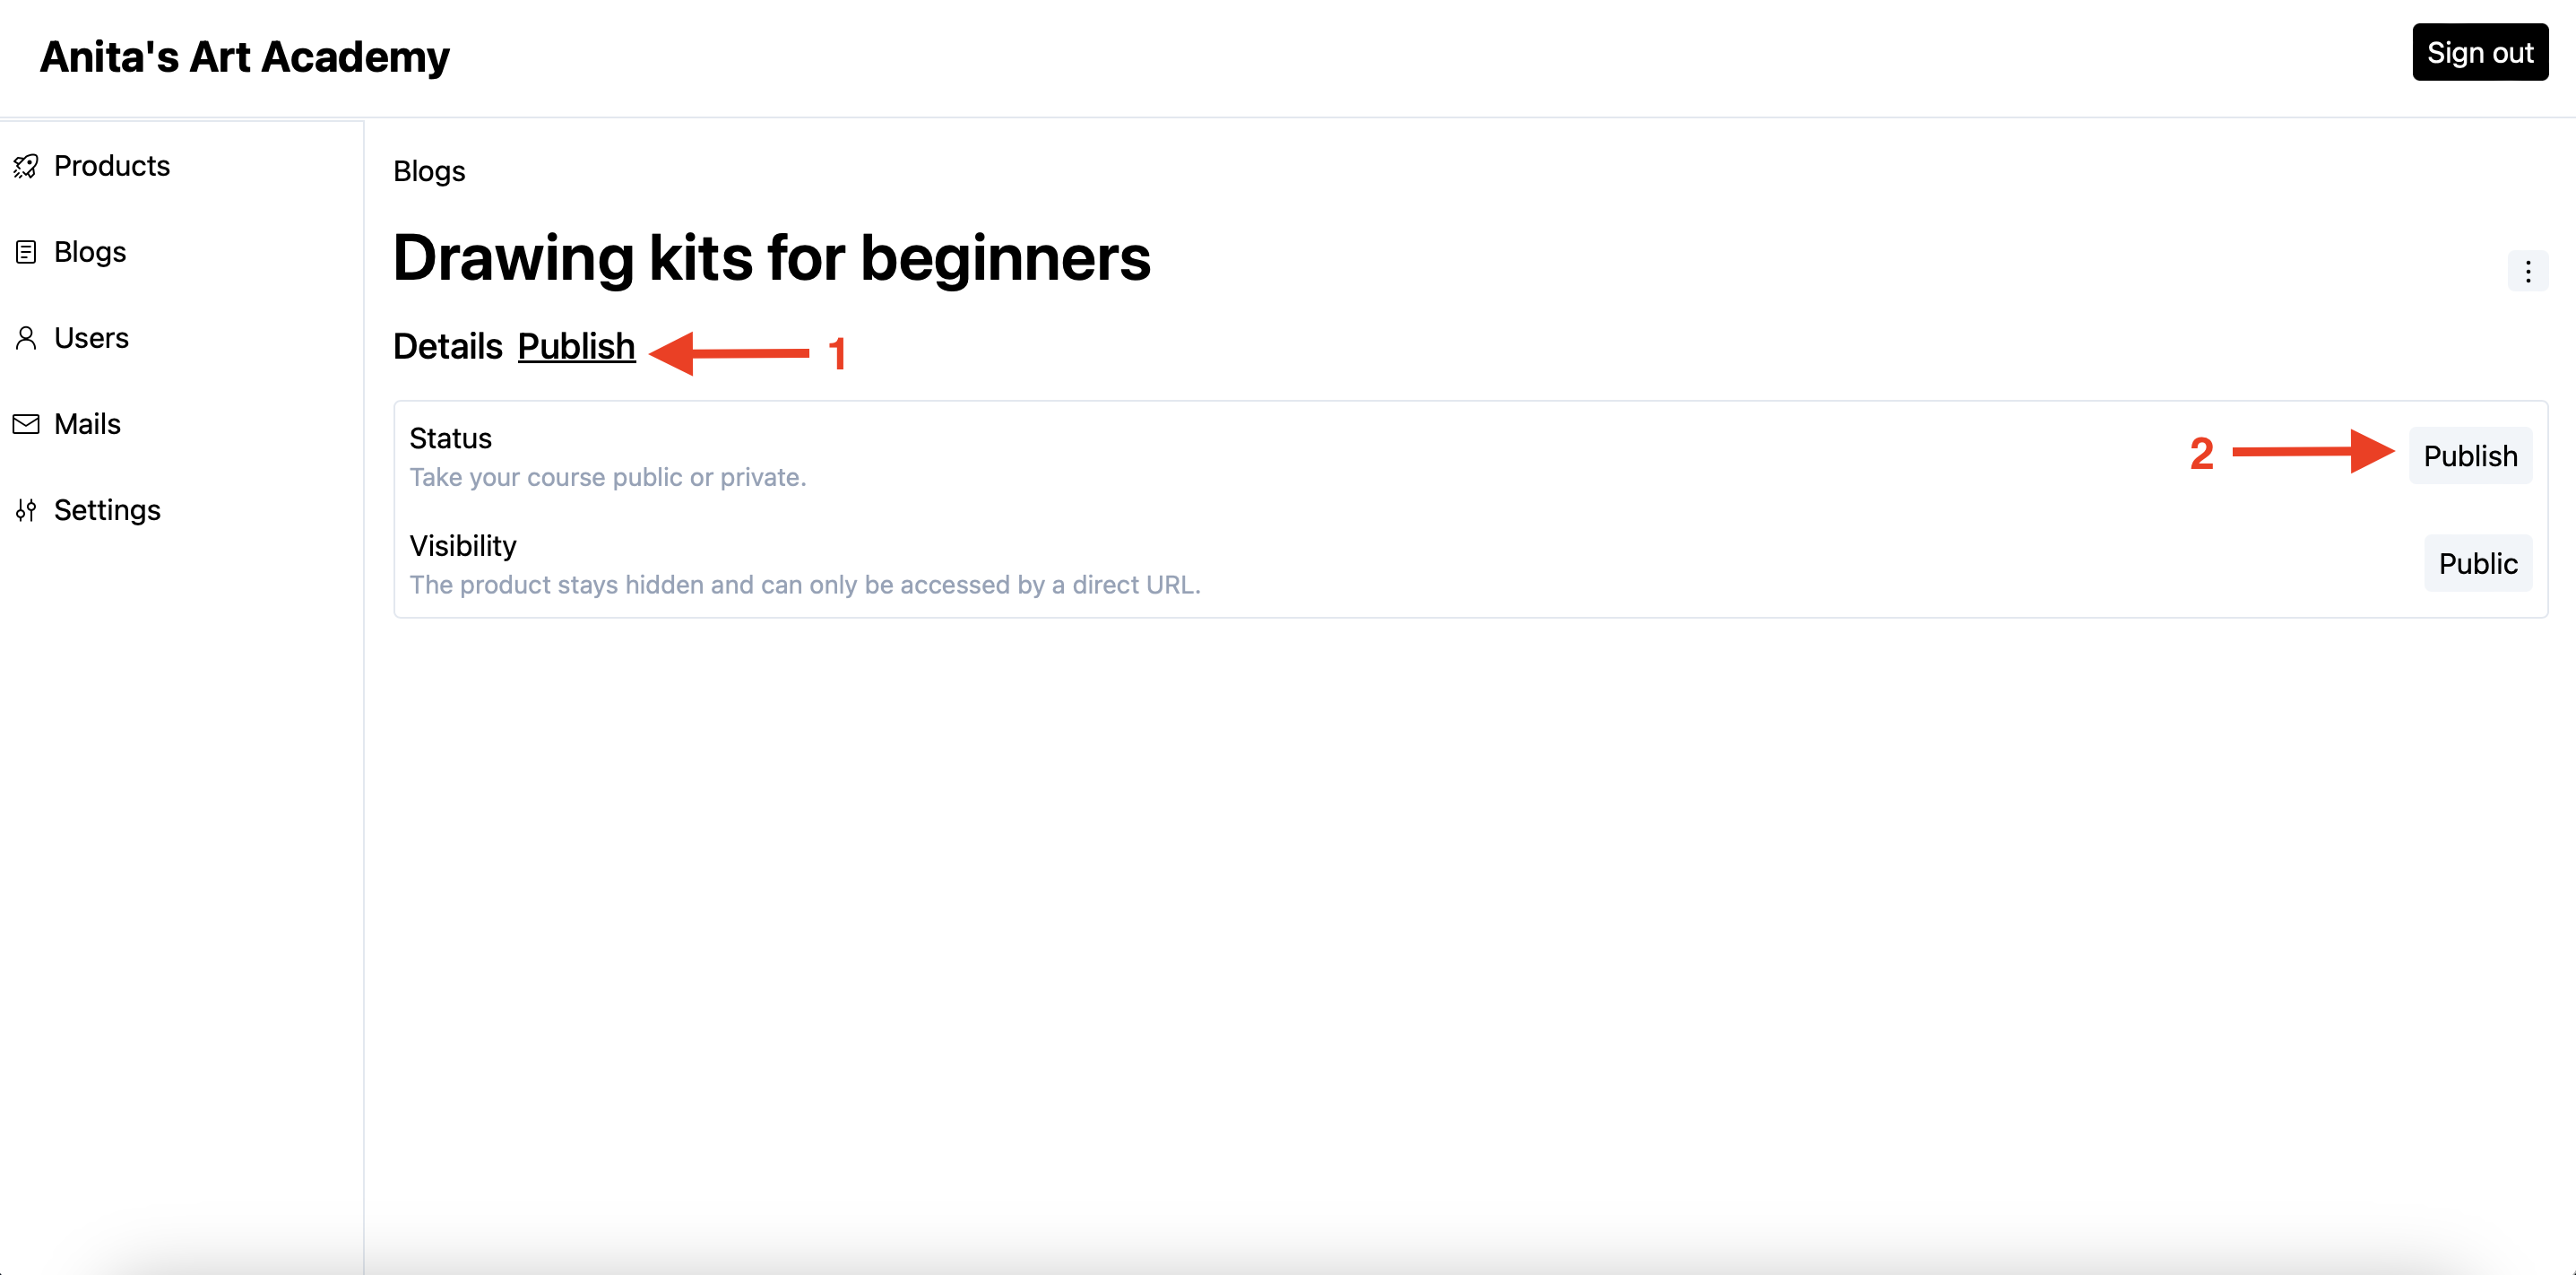 Anita's Art Academy
Sign out
Products
Blogs
Users
Mails
Settings
Blogs
Drawing kits for beginners
Details Publish 1
Status
Take your course public or private.
2 Publish
Visibility
The product stays hidden and can only be accessed by a direct URL.
Public